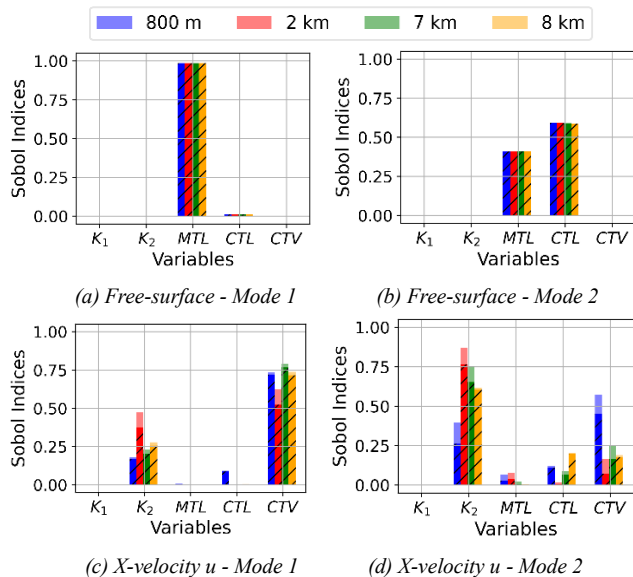 800 m 2 km 7 km 8 km
Sobol Indices
1.00
0.75
0.50
0.25
0.00
K1 K2 MTL CTL CTV
Variables
(a) Free-surface - Mode 1
Sobol Indices
1.00
0.75
0.50
0.25
0.00
K1 K2 MTL CTL CTV
Variables
(b) Free-surface - Mode 2
Sobol Indices
1.00
0.75
0.50
0.25
0.00
K1 K2 MTL CTL CTV
Variables
(c) X-velocity u - Mode 1
Sobol Indices
1.00
0.75
0.50
0.25
0.00
K1 K2 MTL CTL CTV
Variables
(d) X-velocity u - Mode 2